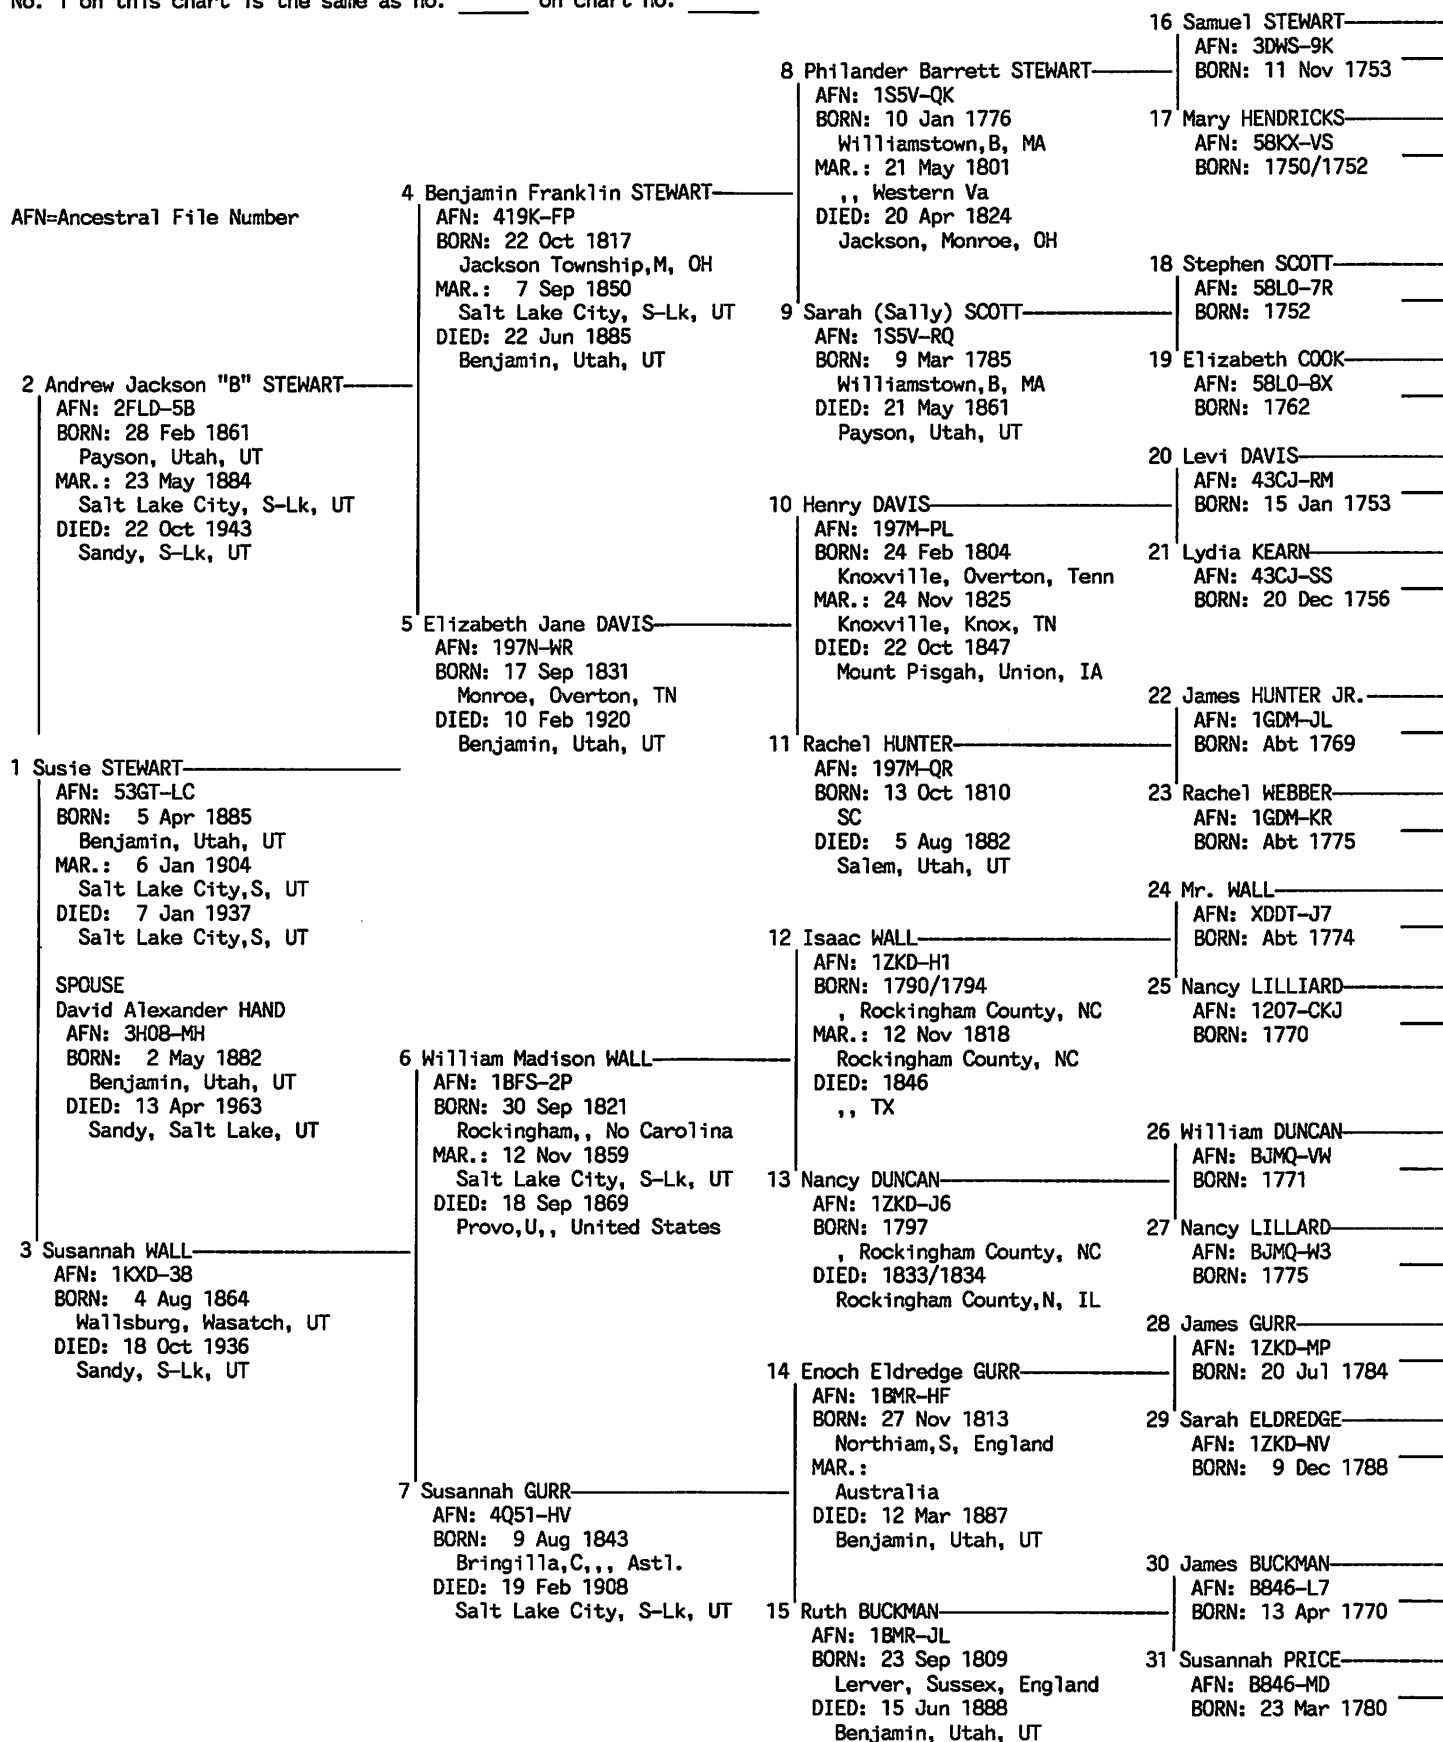 No. 1 on this chart is the same as no. _____ on chart no. ______
AFN=Ancestral File Number
1 Susie STEWART
AFN: 53GT-LC
BORN: 5 Apr 1885
Benjamin, Utah, UT
MAR.: 6 Jan 1904
Salt Lake City,S, UT
DIED: 7 Jan 1937
Salt Lake City,S, UT
SPOUSE
David Alexander HAND
AFN: 3H08-MH
BORN: 2 May 1882
Benjamin, Utah, UT
DIED: 13 Apr 1963
Sandy, Salt Lake, UT
2 Andrew Jackson "B" STEWART
AFN: 2FLD-5B
BORN: 28 Feb 1861
Payson, Utah, UT
MAR.: 23 May 1884
Salt Lake City, S-Lk, UT
DIED: 22 Oct 1943
Sandy, S-Lk, UT
3 Susannah WALL
AFN: 1KXD-38
BORN: 4 Aug 1864
Wallsburg, Wasatch, UT
DIED: 18 Oct 1936
Sandy, S-Lk, UT
4 Benjamin Franklin STEWART
AFN: 419K-FP
BORN: 22 Oct 1817
Jackson Township,M, OH
MAR.: 7 Sep 1850
Salt Lake City, S-Lk, UT
DIED: 22 Jun 1885
Benjamin, Utah, UT
5 Elizabeth Jane DAVIS
AFN: 197N-WR
BORN: 17 Sep 1831
Monroe, Overton, TN
DIED: 10 Feb 1920
Benjamin, Utah, UT
6 William Madison WALL
AFN: 1BFS-2P
BORN: 30 Sep 1821
Rockingham,, No Carolina
MAR.: 12 Nov 1859
Salt Lake City, S-Lk, UT
DIED: 18 Sep 1869
Provo,U,, United States
7 Susannah GURR
AFN: 4Q51-HV
BORN: 9 Aug 1843
Bringilla,C,,, Astl.
DIED: 19 Feb 1908
Salt Lake City, S-Lk, UT
8 Philander Barrett STEWART
AFN: 1S5V-QK
BORN: 10 Jan 1776
Williamstown,B, MA
MAR.: 21 May 1801
,, Western Va
DIED: 20 Apr 1824
Jackson, Monroe, OH
9 Sarah (Sally) SCOTT
AFN: 1S5V-RQ
BORN: 9 Mar 1785
Williamstown,B, MA
DIED: 21 May 1861
Payson, Utah, UT
10 Henry DAVIS
AFN: 197M-PL
BORN: 24 Feb 1804
Knoxville, Overton, Tenn
MAR.: 24 Nov 1825
Knoxville, Knox, TN
DIED: 22 Oct 1847
Mount Pisgah, Union, IA
11 Rachel HUNTER
AFN: 197M-QR
BORN: 13 Oct 1810
SC
DIED: 5 Aug 1882
Salem, Utah, UT
12 Isaac WALL
AFN: 1ZKD-H1
BORN: 1790/1794
, Rockingham County, NC
MAR.: 12 Nov 1818
Rockingham County, NC
DIED: 1846
,, TX
13 Nancy DUNCAN
AFN: 1ZKD-J6
BORN: 1797
, Rockingham County, NC
DIED: 1833/1834
Rockingham County,N, IL
14 Enoch Eldredge GURR
AFN: 1BMR-HF
BORN: 27 Nov 1813
Northiam,S, England
MAR.:
Australia
DIED: 12 Mar 1887
Benjamin, Utah, UT
15 Ruth BUCKMAN
AFN: 1BMR-JL
BORN: 23 Sep 1809
Lerver, Sussex, England
DIED: 15 Jun 1888
Benjamin, Utah, UT
16 Samuel STEWART
AFN: 3DWS-9K
BORN: 11 Nov 1753
17 Mary HENDRICKS
AFN: 58KX-VS
BORN: 1750/1752
18 Stephen SCOTT
AFN: 58L0-7R
BORN: 1752
19 Elizabeth COOK
AFN: 58L0-8X
BORN: 1762
20 Levi DAVIS
AFN: 43CJ-RM
BORN: 15 Jan 1753
21 Lydia KEARN
AFN: 43CJ-SS
BORN: 20 Dec 1756
22 James HUNTER JR.
AFN: 1GDM-JL
BORN: Abt 1769
23 Rachel WEBBER
AFN: 1GDM-KR
BORN: Abt 1775
24 Mr. WALL
AFN: XDDT-J7
BORN: Abt 1774
25 Nancy LILLIARD
AFN: 1207-CKJ
BORN: 1770
26 William DUNCAN
AFN: BJMQ-VW
BORN: 1771
27 Nancy LILLARD
AFN: BJMQ-W3
BORN: 1775
28 James GURR
AFN: 1ZKD-MP
BORN: 20 Jul 1784
29 Sarah ELDREDGE
AFN: 1ZKD-NV
BORN: 9 Dec 1788
30 James BUCKMAN
AFN: B846-L7
BORN: 13 Apr 1770
31 Susannah PRICE
AFN: B846-MD
BORN: 23 Mar 1780